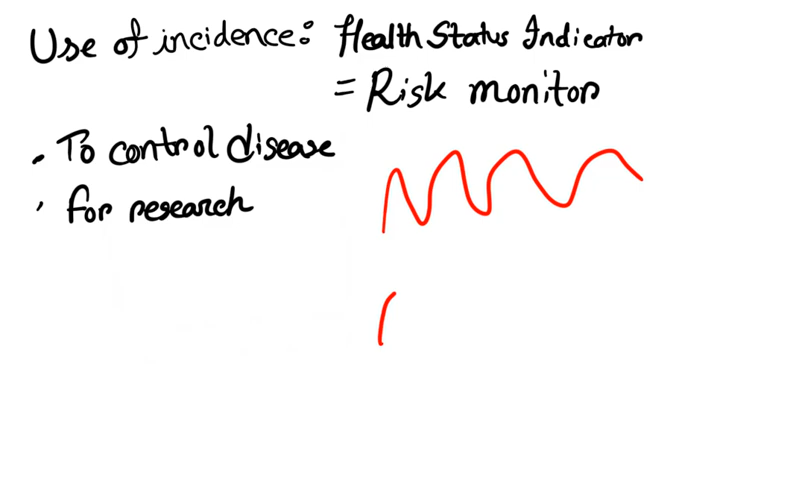 Use of incidence: Health Status Indicator
= Risk monitor
• To control disease
• for research